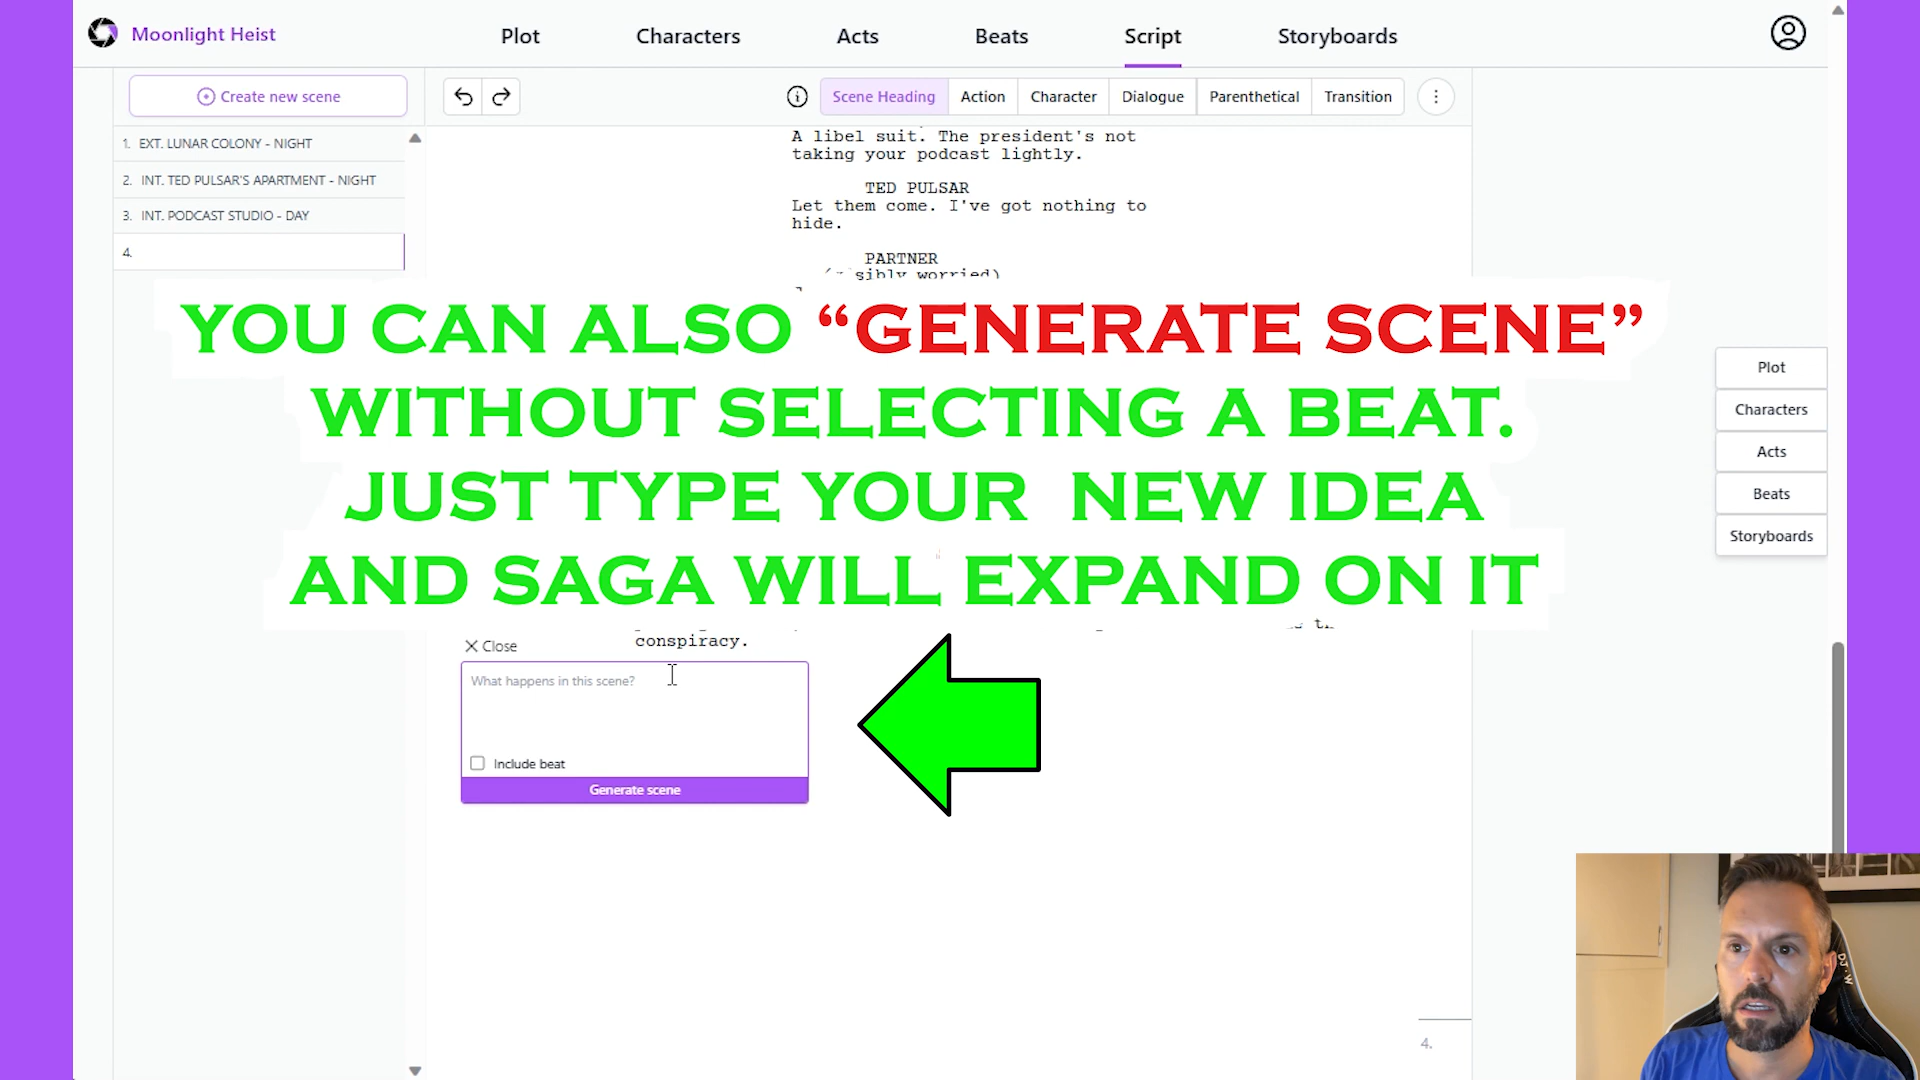 Moonlight Heist
Plot
Characters
Acts
Beats
Script
Storyboards
Create new scene
Scene Heading
Action
Character
Dialogue
Parenthetical
Transition
1. EXT. LUNAR COLONY - NIGHT
2. INT. TED PULSAR'S APARTMENT - NIGHT
3. INT. PODCAST STUDIO - DAY
4.
A libel suit. The president's not
taking your podcast lightly.
TED PULSAR
Let them come. I've got nothing to
hide.
PARTNER
worried)
YOU CAN ALSO “GENERATE SCENE”
WITHOUT SELECTING A BEAT.
JUST TYPE YOUR NEW IDEA
AND SAGA WILL EXPAND ON IT
Plot
Characters
Acts
Beats
Storyboards
conspiracy.
Close
What happens in this scene?
Include beat
Generate scene
4.